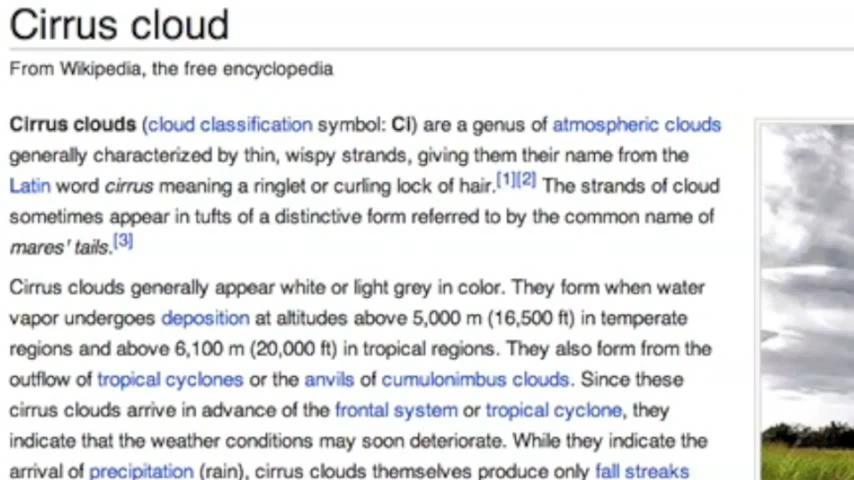 Cirrus cloud
From Wikipedia, the free encyclopedia
Cirrus clouds (cloud classification symbol: Ci) are a genus of atmospheric clouds
generally characterized by thin, wispy strands, giving them their name from the
Latin word cirrus meaning a ringlet or curling lock of hair.[1][2] The strands of cloud
sometimes appear in tufts of a distinctive form referred to by the common name of
mares' tails.[3]
Cirrus clouds generally appear white or light grey in color. They form when water
vapor undergoes deposition at altitudes above 5,000 m (16,500 ft) in temperate
regions and above 6,100 m (20,000 ft) in tropical regions. They also form from the
outflow of tropical cyclones or the anvils of cumulonimbus clouds. Since these
cirrus clouds arrive in advance of the frontal system or tropical cyclone, they
indicate that the weather conditions may soon deteriorate. While they indicate the
arrival of precipitation (rain), cirrus clouds themselves produce only fall streaks